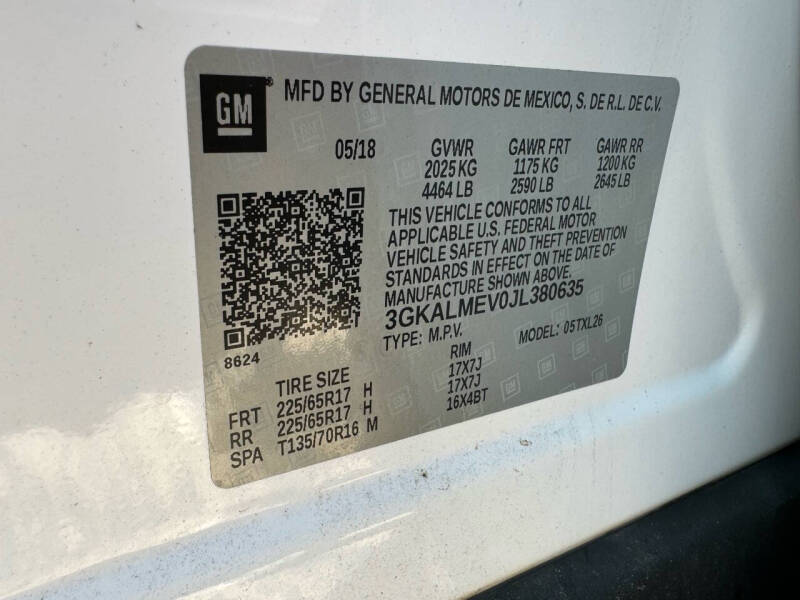 GM
MFD BY GENERAL MOTORS DE MEXICO, S. DE R.L. DE C.V.
05/18 GVWR GAWR FRT GAWR RR
2025 KG 1175 KG 1200 KG
4464 LB 2590 LB 2645 LB
THIS VEHICLE CONFORMS TO ALL
APPLICABLE U.S. FEDERAL MOTOR
VEHICLE SAFETY AND THEFT PREVENTION
STANDARDS IN EFFECT ON THE DATE OF
MANUFACTURE SHOWN ABOVE.
3GKALMEV0JL380635
TYPE: M.P.V. MODEL: 05TXL26
8624
TIRE SIZE RIM
FRT 225/65R17 H 17X7J
RR 225/65R17 H 17X7J
SPA T135/70R16 M 16X4BT